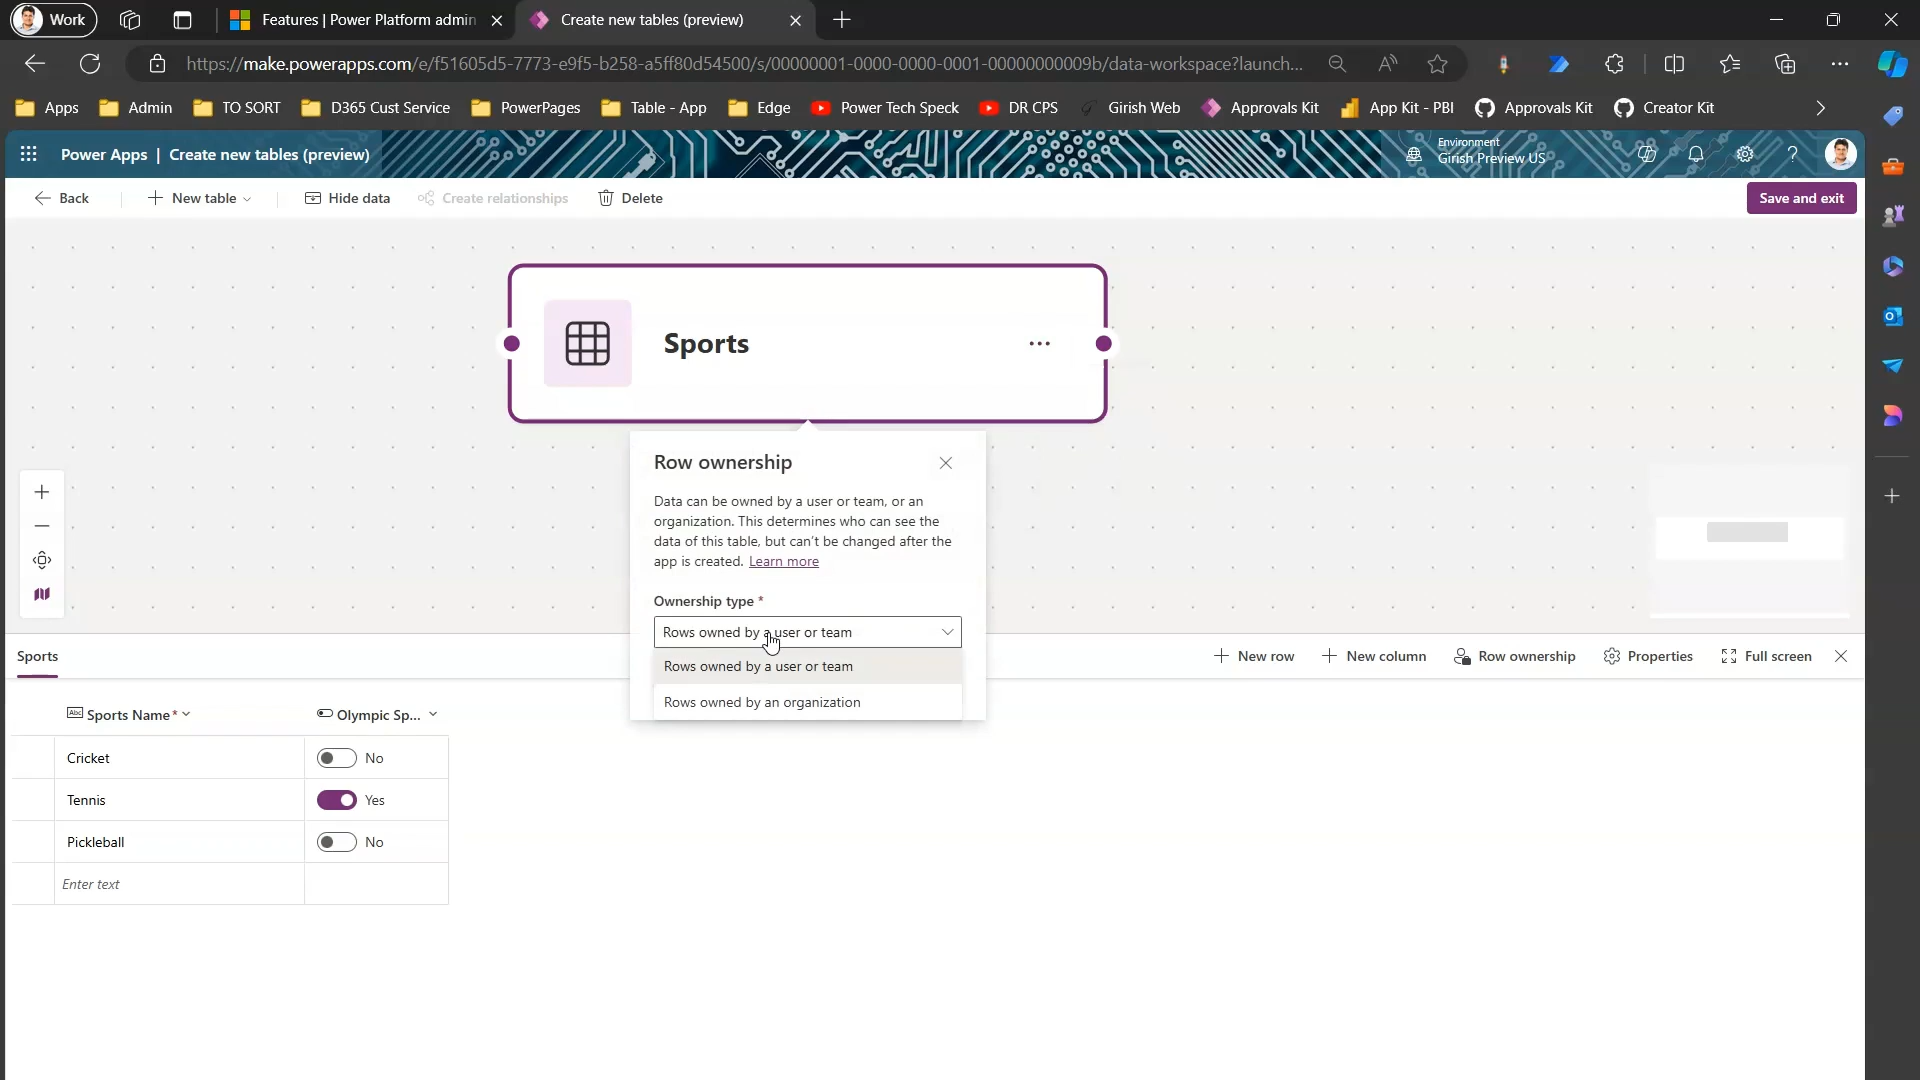 Work
Features | Power Platform admin
Create new tables (preview)
https://make.powerapps.com/e/f51605d5-7773-e9f5-b258-a5ff80d54500/s/00000001-0000-0000-0001-00000000009b/data-workspace?launch...
Apps
Admin
TO SORT
D365 Cust Service
PowerPages
Table - App
Edge
Power Tech Speck
DR CPS
Girish Web
Approvals Kit
App Kit - PBI
Approvals Kit
Creator Kit
Power Apps | Create new tables (preview)
Environment
Girish Preview US
Back
New table
Hide data
Create relationships
Delete
Save and exit
Sports
Row ownership
Data can be owned by a user or team, or an
organization. This determines who can see the
data of this table, but can't be changed after the
app is created. Learn more
Ownership type *
Rows owned by a user or team
Rows owned by a user or team
Rows owned by an organization
Sports
New row
New column
Row ownership
Properties
Full screen
Abc Sports Name *
Olympic Sp...
Cricket
No
Tennis
Yes
Pickleball
No
Enter text